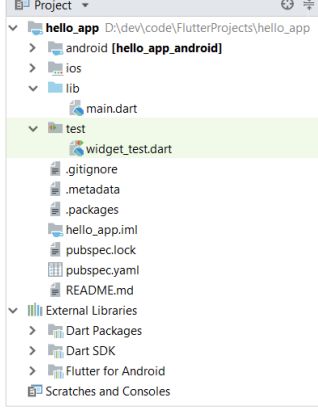 Project
hello_app D:\dev\code\FlutterProjects\hello_app
android [hello_app_android]
ios
lib
main.dart
test
widget_test.dart
.gitignore
.metadata
.packages
hello_app.iml
pubspec.lock
pubspec.yaml
README.md
External Libraries
Dart Packages
Dart SDK
Flutter for Android
Scratches and Consoles